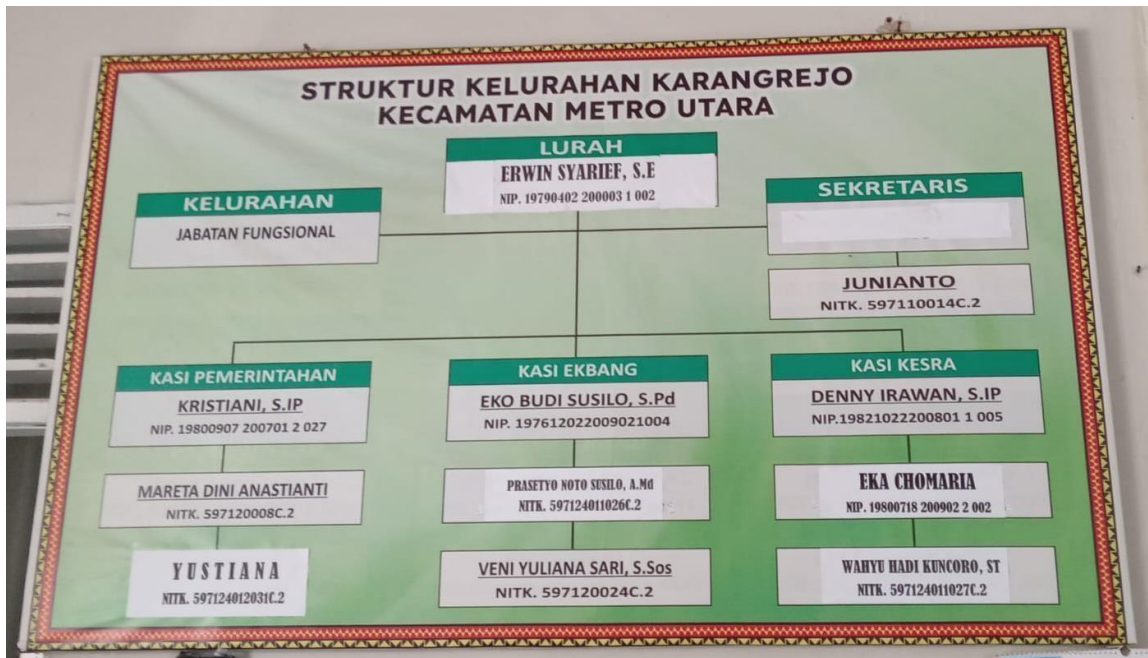 STRUKTUR KELURAHAN KARANGREJO
KECAMATAN METRO UTARA
LURAH
ERWIN SYARIEF, S.E
NIP. 19790402 200003 1 002
KELURAHAN
JABATAN FUNGSIONAL
SEKRETARIS
JUNIANTO
NITK. 597110014C.2
KASI PEMERINTAHAN
KRISTIANI, S.IP
NIP. 19800907 200701 2 027
MARETA DINI ANASTIANTI
NITK. 597120008C.2
YUSTIANA
NITK. 597124012031C.2
KASI EKBANG
EKO BUDI SUSILO, S.Pd
NIP. 197612022009021004
PRASETYO NOTO SUSILO, A.Md
NITK. 597124011026C.2
VENI YULIANA SARI, S.Sos
NITK. 597120024C.2
KASI KESRA
DENNY IRAWAN, S.IP
NIP.19821022200801 1 005
EKA CHOMARIA
NIP. 19800718 200902 2 002
WAHYU HADI KUNCORO, ST
NITK. 597124011027C.2